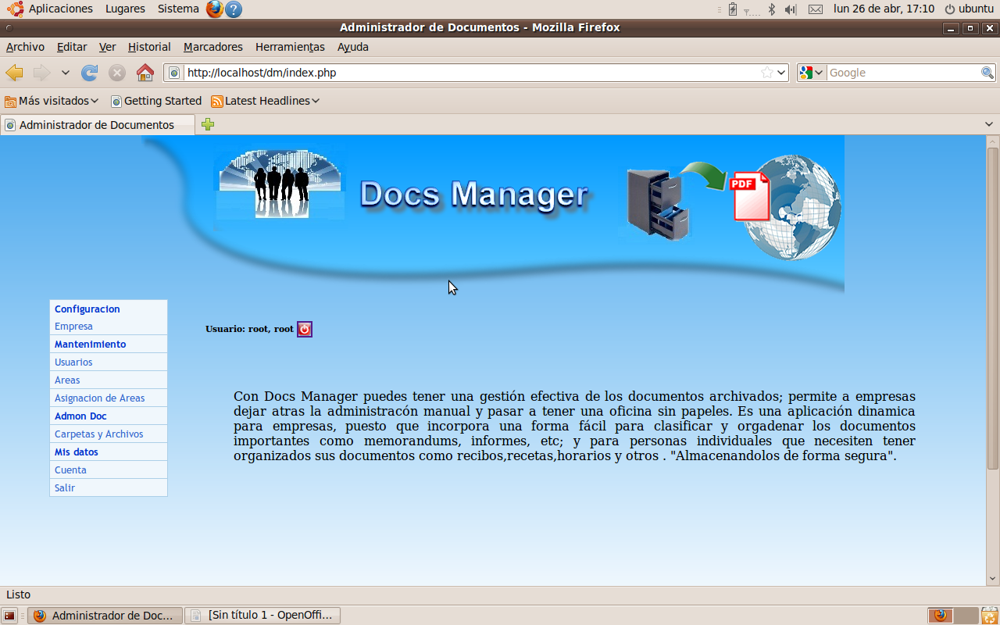 Aplicaciones Lugares Sistema lun 26 de abr, 17:10 ubuntu
Administrador de Documentos - Mozilla Firefox
Archivo Editar Ver Historial Marcadores Herramientas Ayuda
http://localhost/dm/index.php Google
Más visitados Getting Started Latest Headlines
Administrador de Documentos
Docs Manager
PDF
Configuracion
Empresa
Mantenimiento
Usuarios
Areas
Asignacion de Areas
Admon Doc
Carpetas y Archivos
Mis datos
Cuenta
Salir
Usuario: root, root
Con Docs Manager puedes tener una gestión efectiva de los documentos archivados; permite a empresas
dejar atras la administracón manual y pasar a tener una oficina sin papeles. Es una aplicación dinamica
para empresas, puesto que incorpora una forma fácil para clasificar y orgadenar los documentos
importantes como memorandums, informes, etc; y para personas individuales que necesiten tener
organizados sus documentos como recibos,recetas,horarios y otros . "Almacenandolos de forma segura".
Listo
Administrador de Doc... [Sin título 1 - OpenOffi...